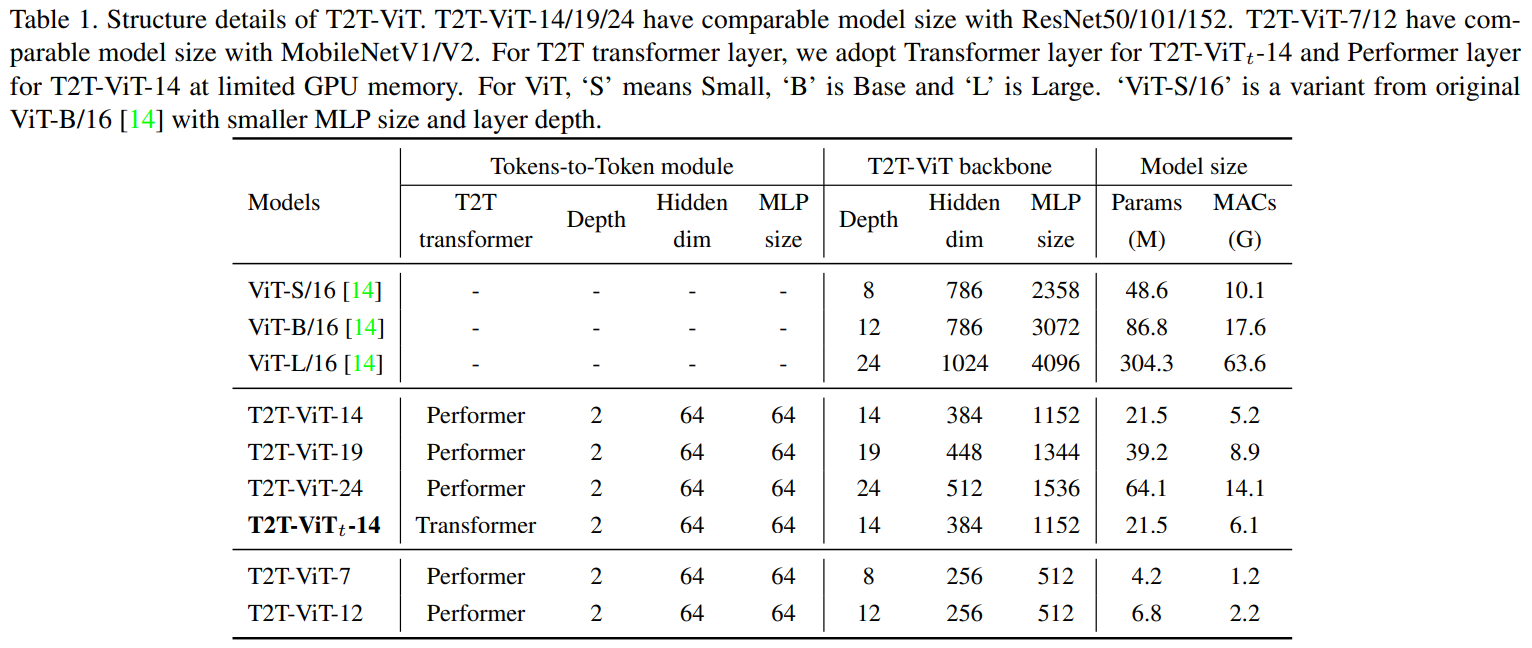 Table 1. Structure details of T2T-ViT. T2T-ViT-14/19/24 have comparable model size with ResNet50/101/152. T2T-ViT-7/12 have com-
parable model size with MobileNetV1/V2. For T2T transformer layer, we adopt Transformer layer for T2T-ViTt-14 and Performer layer
for T2T-ViT-14 at limited GPU memory. For ViT, ‘S’ means Small, ‘B’ is Base and ‘L’ is Large. ‘ViT-S/16’ is a variant from original
ViT-B/16 [14] with smaller MLP size and layer depth.
Models Tokens-to-Token module T2T-ViT backbone Model size
T2T transformer Depth Hidden dim MLP size Depth Hidden dim MLP size Params (M) MACs (G)
ViT-S/16 [14] - - - - 8 786 2358 48.6 10.1
ViT-B/16 [14] - - - - 12 786 3072 86.8 17.6
ViT-L/16 [14] - - - - 24 1024 4096 304.3 63.6
T2T-ViT-14 Performer 2 64 64 14 384 1152 21.5 5.2
T2T-ViT-19 Performer 2 64 64 19 448 1344 39.2 8.9
T2T-ViT-24 Performer 2 64 64 24 512 1536 64.1 14.1
T2T-ViTt-14 Transformer 2 64 64 14 384 1152 21.5 6.1
T2T-ViT-7 Performer 2 64 64 8 256 512 4.2 1.2
T2T-ViT-12 Performer 2 64 64 12 256 512 6.8 2.2